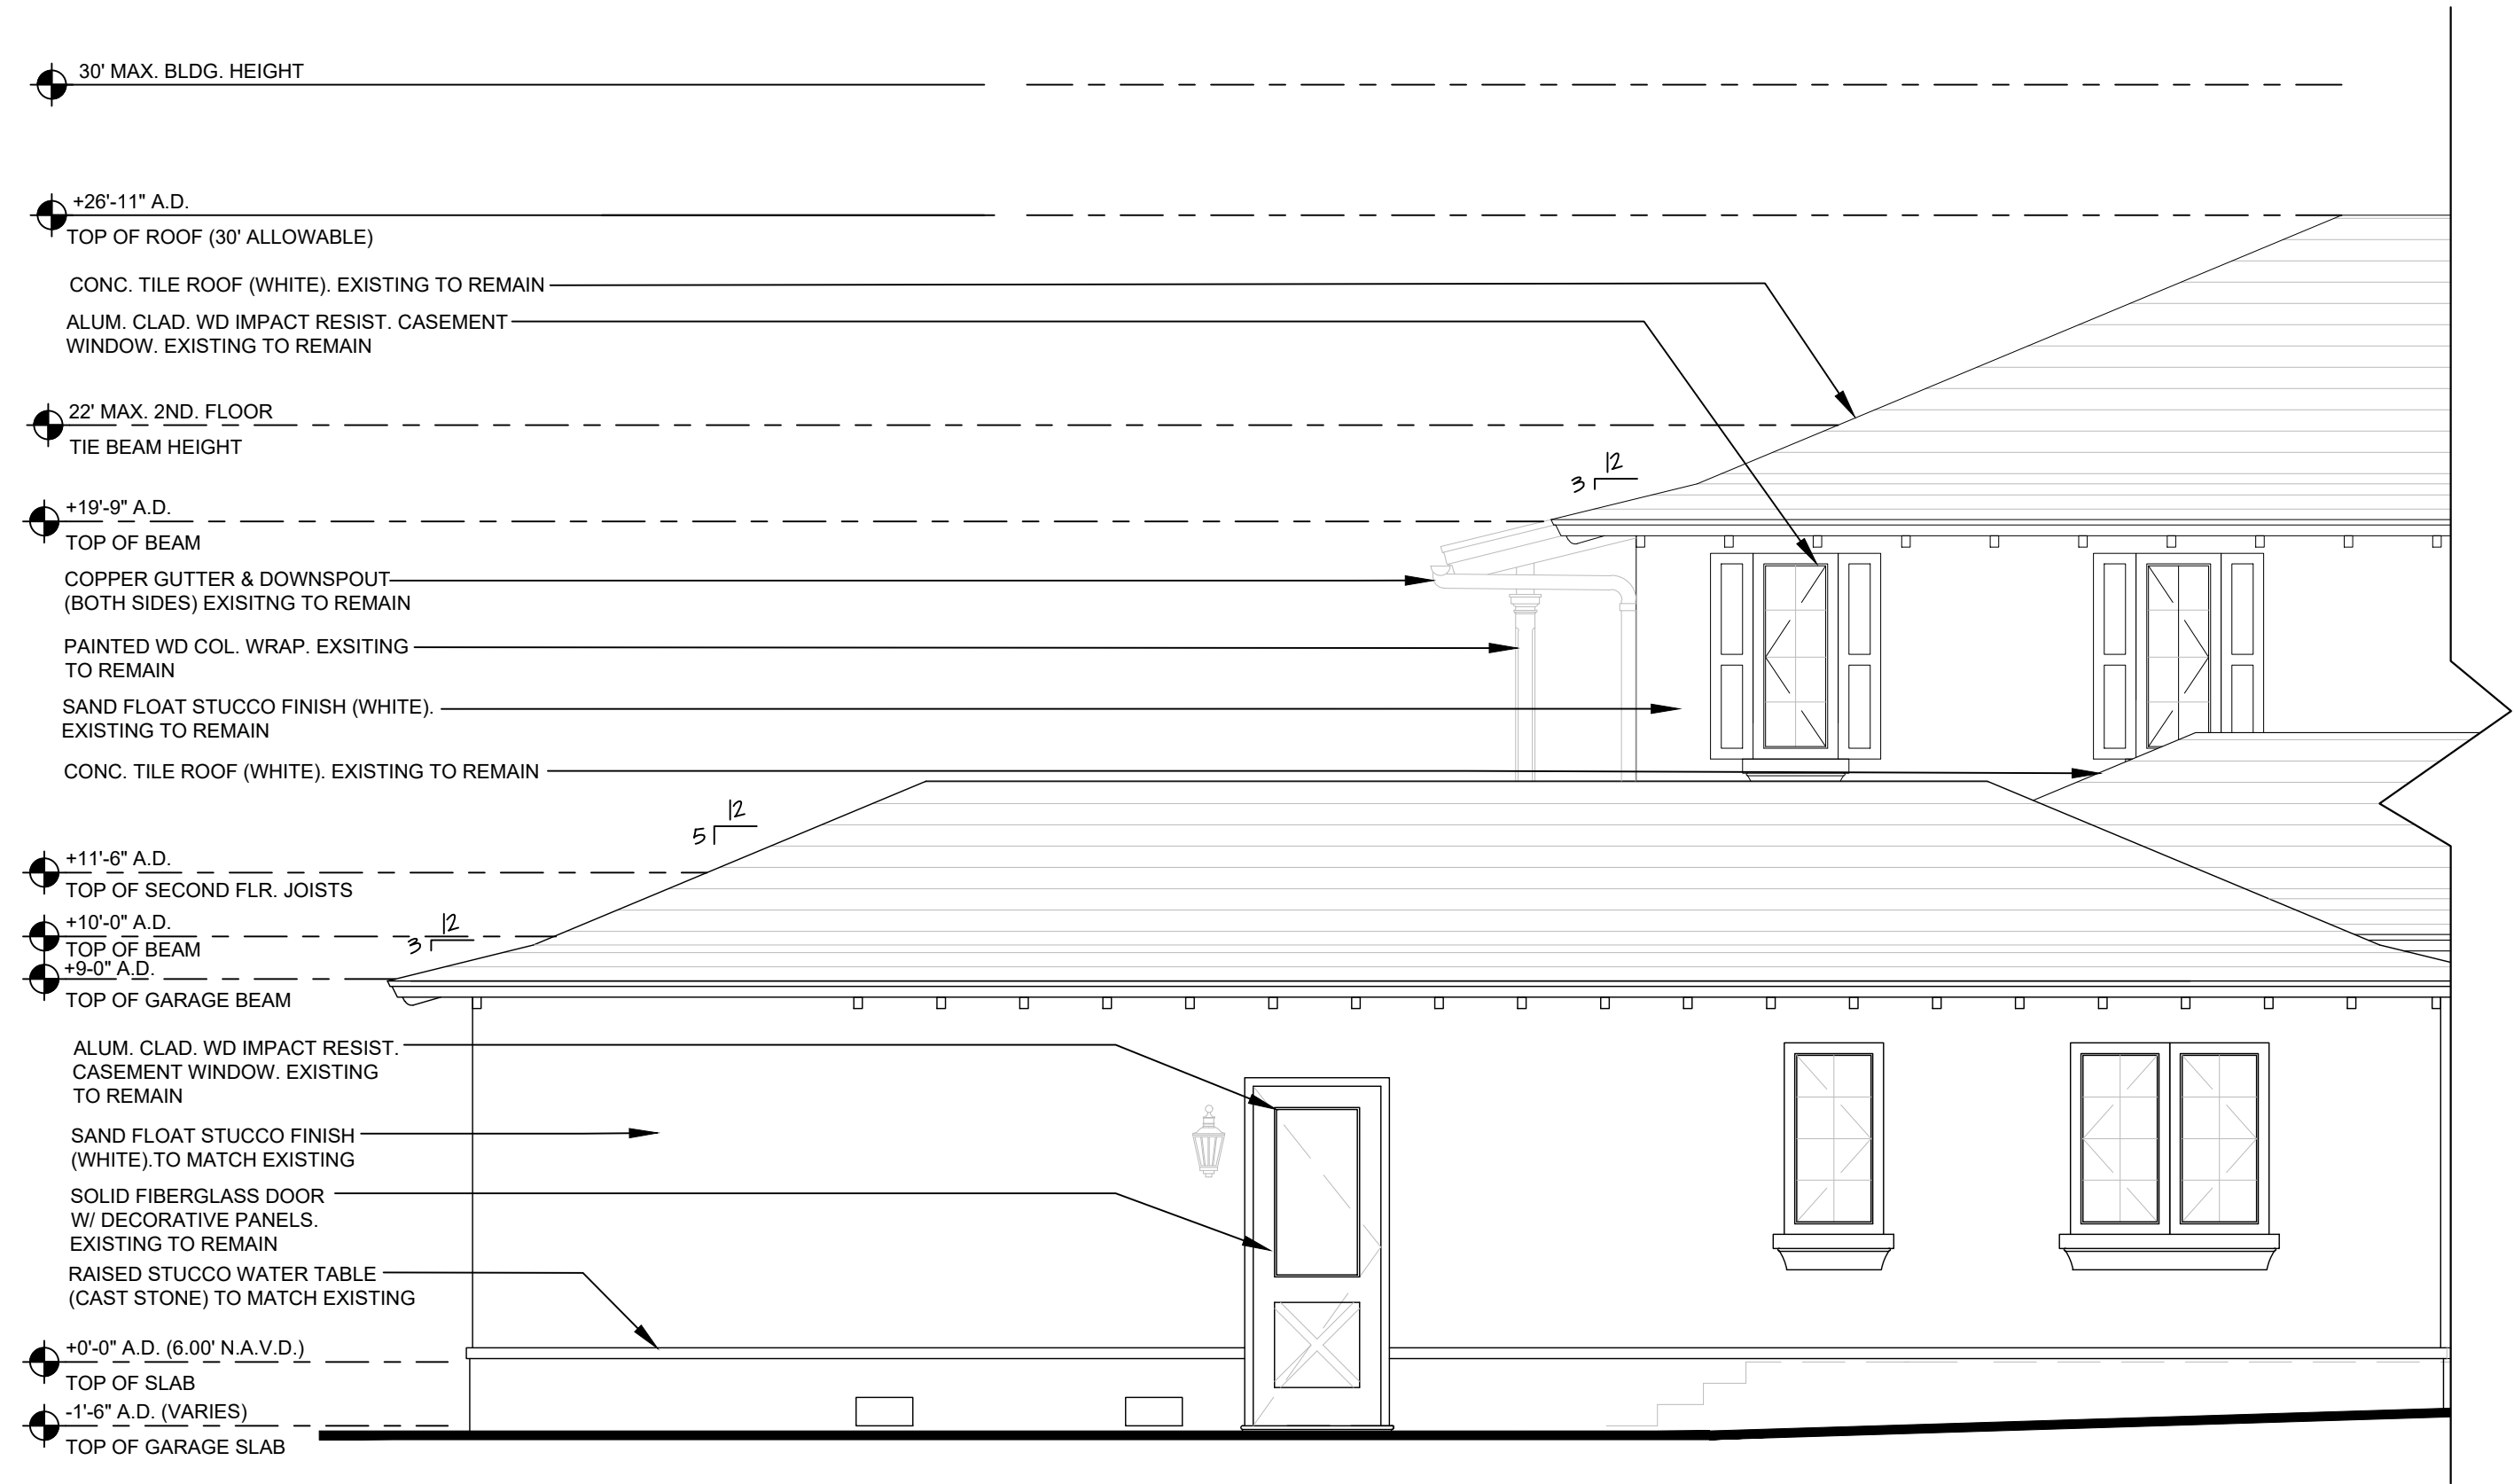 30' MAX. BLDG. HEIGHT
+26'-11" A.D.
TOP OF ROOF (30' ALLOWABLE)
CONC. TILE ROOF (WHITE). EXISTING TO REMAIN
ALUM. CLAD. WD IMPACT RESIST. CASEMENT
WINDOW. EXISTING TO REMAIN
22' MAX. 2ND. FLOOR
TIE BEAM HEIGHT
12
3
+19'-9" A.D.
TOP OF BEAM
COPPER GUTTER & DOWNSPOUT
(BOTH SIDES) EXISITNG TO REMAIN
PAINTED WD COL. WRAP. EXSITING
TO REMAIN
SAND FLOAT STUCCO FINISH (WHITE).
EXISTING TO REMAIN
CONC. TILE ROOF (WHITE). EXISTING TO REMAIN
12
5
+11'-6" A.D.
TOP OF SECOND FLR. JOISTS
+10'-0" A.D.
12
3
TOP OF BEAM
+9-0" A.D.
TOP OF GARAGE BEAM
ALUM. CLAD. WD IMPACT RESIST.
CASEMENT WINDOW. EXISTING
TO REMAIN
SAND FLOAT STUCCO FINISH
(WHITE).TO MATCH EXISTING
SOLID FIBERGLASS DOOR
W/ DECORATIVE PANELS.
EXISTING TO REMAIN
RAISED STUCCO WATER TABLE
(CAST STONE) TO MATCH EXISTING
+0'-0" A.D. (6.00' N.A.V.D.)
TOP OF SLAB
-1'-6" A.D. (VARIES)
TOP OF GARAGE SLAB